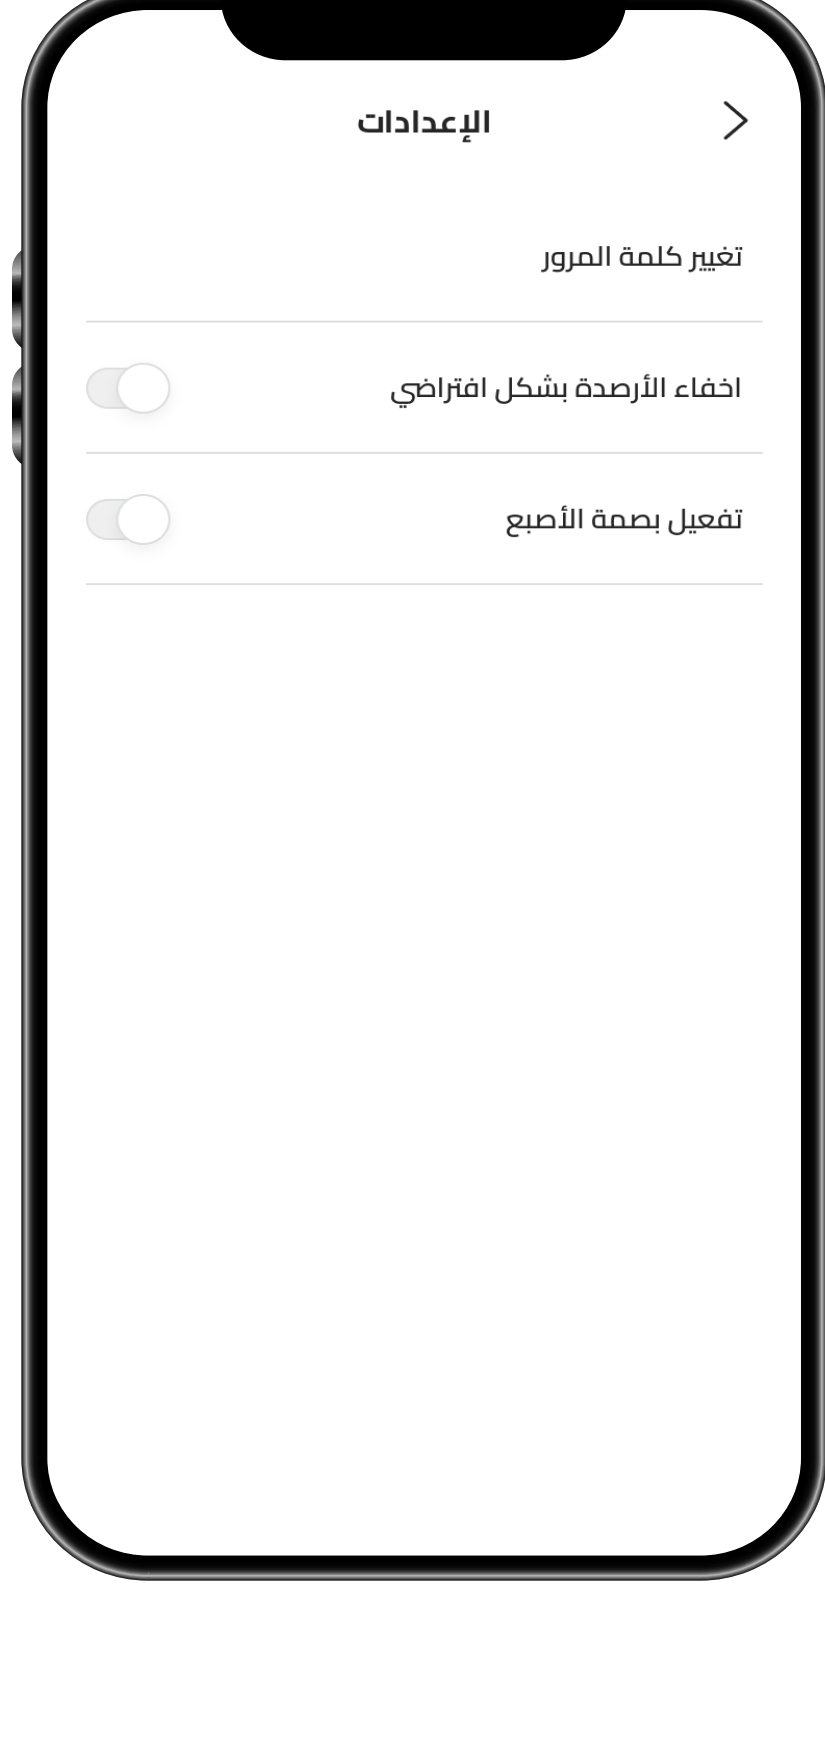 الإعدادات
تغيير كلمة المرور
اخفاء الأرصدة بشكل افتراضي
تفعيل بصمة الأصبع